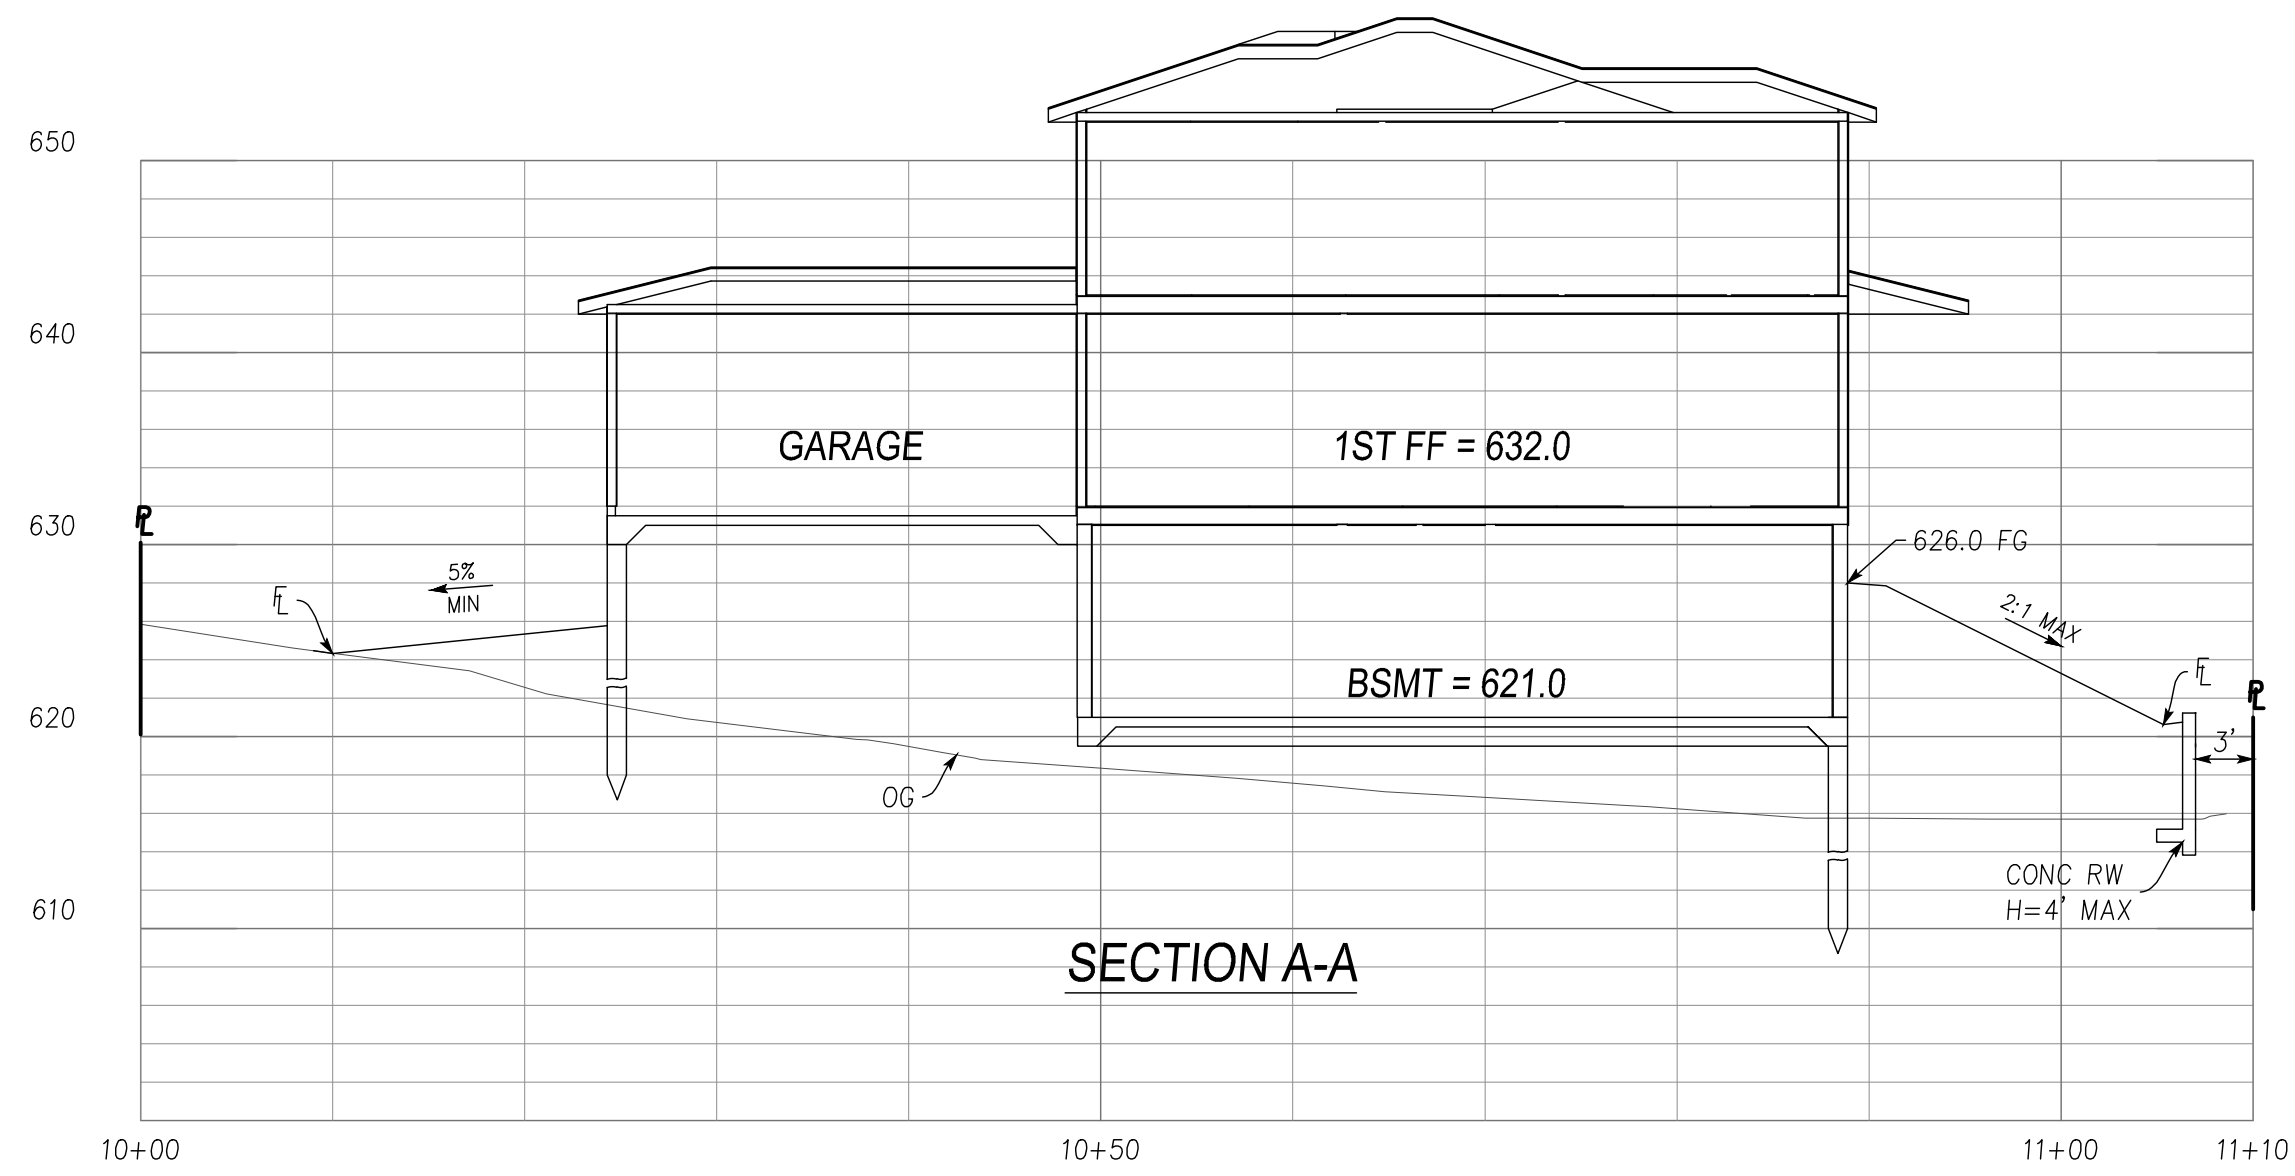 650
640
630
620
610
PL
FL
5%
MIN
GARAGE
1ST FF = 632.0
626.0 FG
2:1 MAX
BSMT = 621.0
FL
PL
3'
OG
CONC RW
H=4' MAX
SECTION A-A
10+00
10+50
11+00
11+10